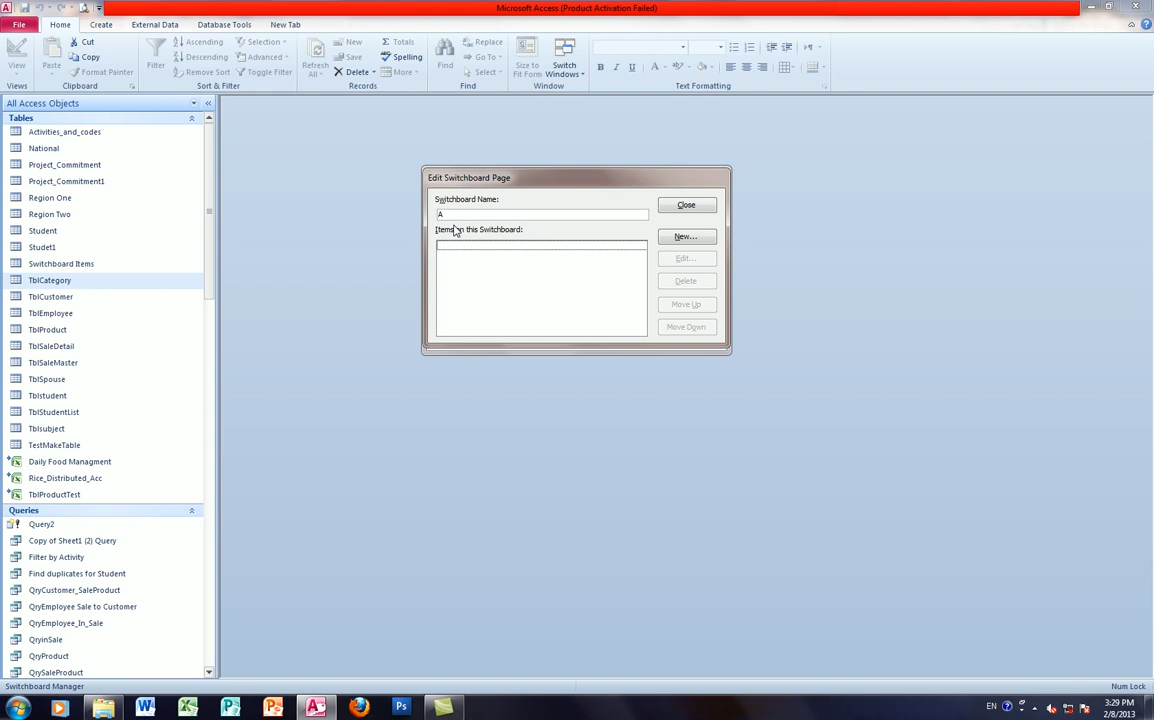 Microsoft Access (Product Activation Failed)
File Home Create External Data Database Tools New Tab
View
Views
Paste
Cut
Copy
Format Painter
Clipboard
Filter
Ascending
Descending
Remove Sort
Selection
Advanced
Toggle Filter
Sort & Filter
Refresh All
New
Save
Delete
Totals
Spelling
More
Records
Find
Replace
Go To
Select
Find
Size to Fit Form
Switch Windows
Window
B I U
A
Text Formatting
All Access Objects
Tables
Activities_and_codes
National
Project_Commitment
Project_Commitment1
Region One
Region Two
Student
Studet1
Switchboard Items
TblCategory
TblCustomer
TblEmployee
TblProduct
TblSaleDetail
TblSaleMaster
TblSpouse
Tblstudent
TblStudentList
Tblsubject
TestMakeTable
Daily Food Managment
Rice_Distributed_Acc
TblProductTest
Queries
Query2
Copy of Sheet1 (2) Query
Filter by Activity
Find duplicates for Student
QryCustomer_SaleProduct
QryEmployee Sale to Customer
QryEmployee_In_Sale
QryinSale
QryProduct
QrySaleProduct
Edit Switchboard Page
Switchboard Name:
A
Items on this Switchboard:
Close
New...
Edit...
Delete
Move Up
Move Down
Switchboard Manager
Num Lock
EN
3:29 PM
2/8/2013